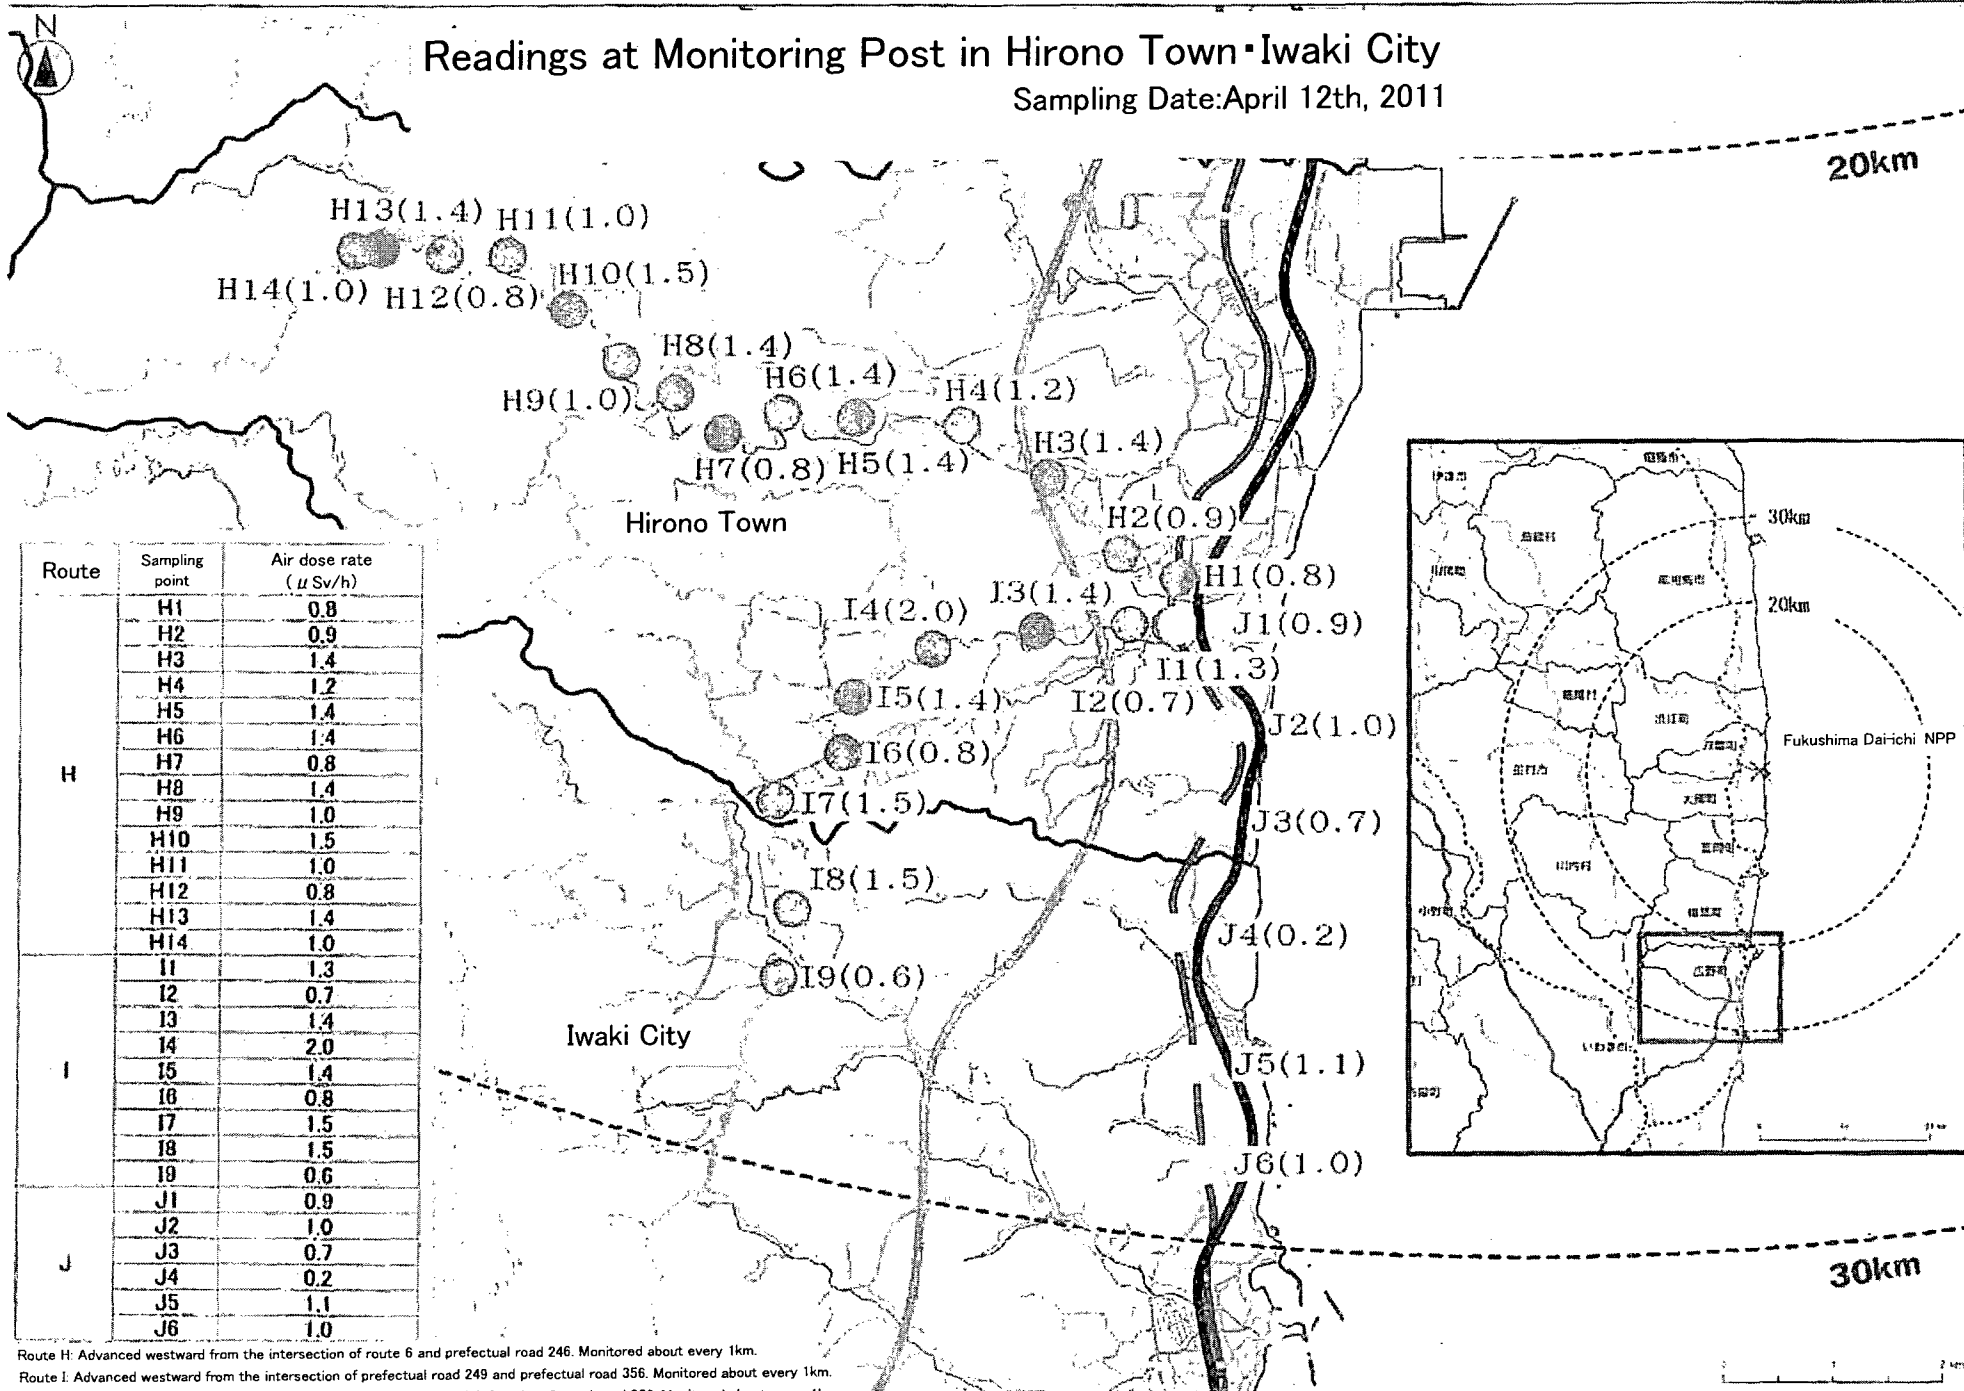 N
Readings at Monitoring Post in Hirono Town・Iwaki City
Sampling Date:April 12th, 2011
20km
H13(1.4)
H11(1.0)
H14(1.0)
H12(0.8)
H10(1.5)
H8(1.4)
H9(1.0)
H6(1.4)
H4(1.2)
H7(0.8)
H5(1.4)
H3(1.4)
Hirono Town
H2(0.9)
H1(0.8)
I3(1.4)
I4(2.0)
J1(0.9)
I1(1.3)
I5(1.4)
I2(0.7)
J2(1.0)
I6(0.8)
I7(1.5)
J3(0.7)
I8(1.5)
J4(0.2)
I9(0.6)
Iwaki City
J5(1.1)
J6(1.0)
30km
30km
20km
Fukushima Dai-ichi NPP
川内村
広野町
Route Sampling point Air dose rate (μSv/h)
H
H1 0.8
H2 0.9
H3 1.4
H4 1.2
H5 1.4
H6 1.4
H7 0.8
H8 1.4
H9 1.0
H10 1.5
H11 1.0
H12 0.8
H13 1.4
H14 1.0
I
I1 1.3
I2 0.7
I3 1.4
I4 2.0
I5 1.4
I6 0.8
I7 1.5
I8 1.5
I9 0.6
J
J1 0.9
J2 1.0
J3 0.7
J4 0.2
J5 1.1
J6 1.0
Route H: Advanced westward from the intersection of route 6 and prefectual road 246. Monitored about every 1km.
Route I: Advanced westward from the intersection of prefectual road 249 and prefectual road 356. Monitored about every 1km.